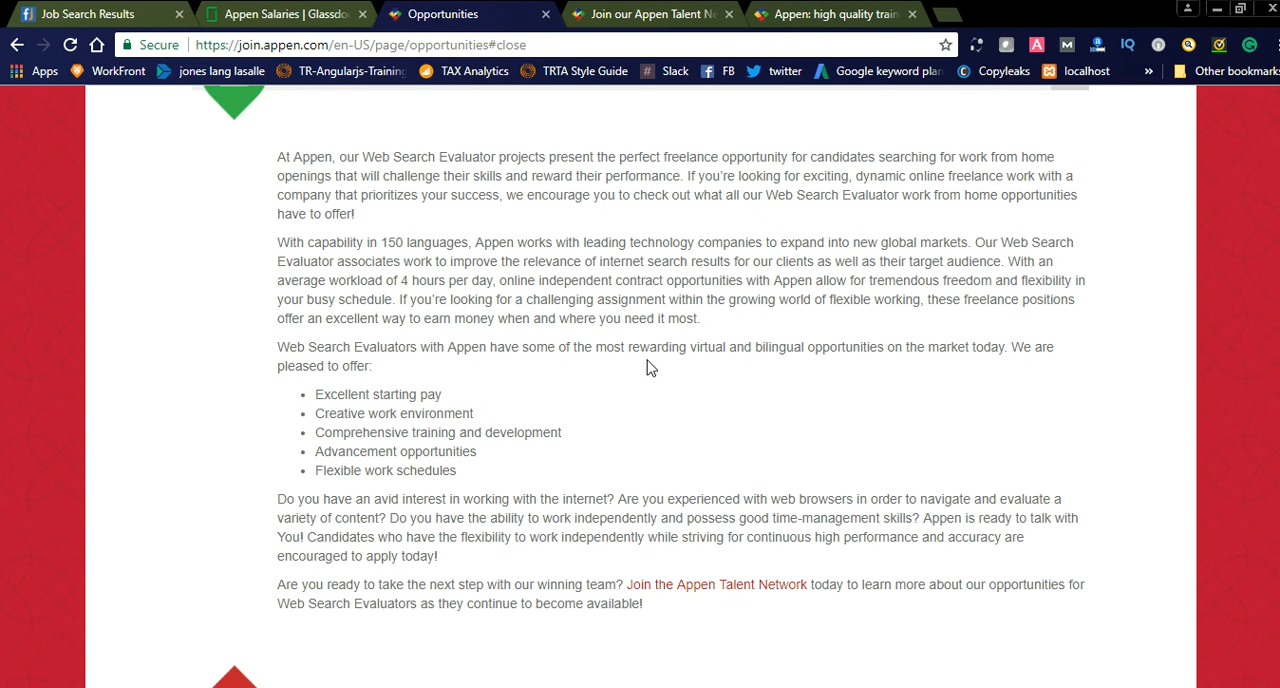 Job Search Results
Appen Salaries | Glassdo
Opportunities
Join our Appen Talent Ne
Appen: high quality train
Secure
https://join.appen.com/en-US/page/opportunities#close
Apps
WorkFront
jones lang lasalle
TR-Angularjs-Training
TAX Analytics
TRTA Style Guide
Slack
FB
twitter
Google keyword plan
Copyleaks
localhost
»
Other bookmarks
At Appen, our Web Search Evaluator projects present the perfect freelance opportunity for candidates searching for work from home
openings that will challenge their skills and reward their performance. If you're looking for exciting, dynamic online freelance work with a
company that prioritizes your success, we encourage you to check out what all our Web Search Evaluator work from home opportunities
have to offer!
With capability in 150 languages, Appen works with leading technology companies to expand into new global markets. Our Web Search
Evaluator associates work to improve the relevance of internet search results for our clients as well as their target audience. With an
average workload of 4 hours per day, online independent contract opportunities with Appen allow for tremendous freedom and flexibility in
your busy schedule. If you're looking for a challenging assignment within the growing world of flexible working, these freelance positions
offer an excellent way to earn money when and where you need it most.
Web Search Evaluators with Appen have some of the most rewarding virtual and bilingual opportunities on the market today. We are
pleased to offer:
• Excellent starting pay
• Creative work environment
• Comprehensive training and development
• Advancement opportunities
• Flexible work schedules
Do you have an avid interest in working with the internet? Are you experienced with web browsers in order to navigate and evaluate a
variety of content? Do you have the ability to work independently and possess good time-management skills? Appen is ready to talk with
You! Candidates who have the flexibility to work independently while striving for continuous high performance and accuracy are
encouraged to apply today!
Are you ready to take the next step with our winning team? Join the Appen Talent Network today to learn more about our opportunities for
Web Search Evaluators as they continue to become available!